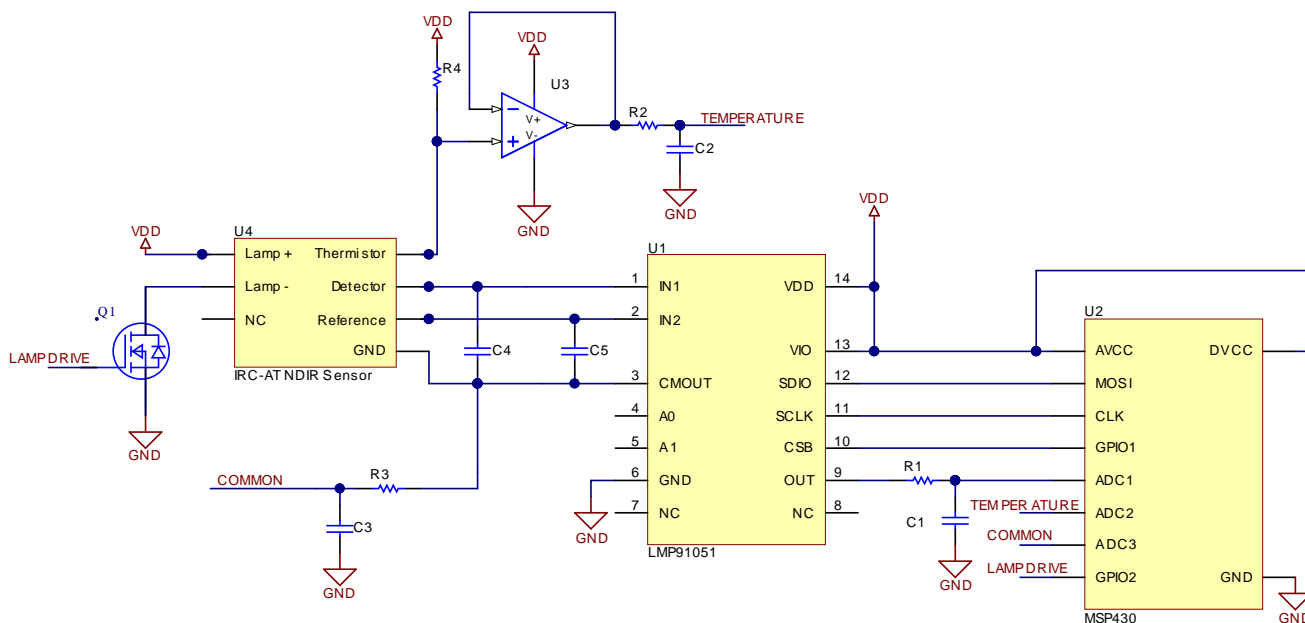 VDD
R4
VDD
U3
V+
V-
R2
TEMPERATURE
C2
GND
GND
VDD
U4
Lamp+ Thermistor
Lamp- Detector
NC Reference
GND
IRC-AT NDIR Sensor
Q1
LAMPDRIVE
GND
C4
C5
COMMON
R3
C3
GND
VDD
U1
1 IN1 VDD 14
2 IN2
3 CMOUT VIO 13
4 A0 SDIO 12
5 A1 SCLK 11
6 GND CSB 10
7 NC OUT 9
NC 8
LMP91051
GND
R1
C1
GND
TEMPERATURE
COMMON
LAMPDRIVE
U2
AVCC DVCC
MOSI
CLK
GPIO1
ADC1
ADC2
ADC3
GPIO2 GND
MSP430
GND